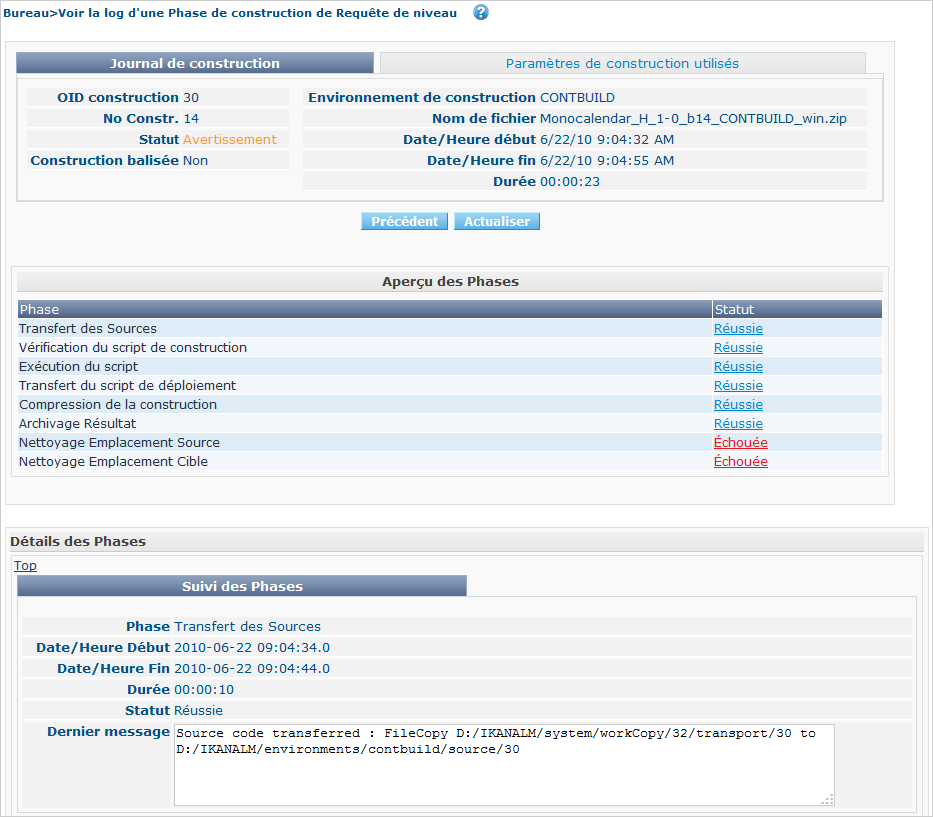 Bureau>Voir la log d'une Phase de construction de Requête de niveau ?
Journal de construction Paramètres de construction utilisés
OID construction 30 Environnement de construction CONTBUILD
No Constr. 14 Nom de fichier Monocalendar_H_1-0_b14_CONTBUILD_win.zip
Statut Avertissement Date/Heure début 6/22/10 9:04:32 AM
Construction balisée Non Date/Heure fin 6/22/10 9:04:55 AM
Durée 00:00:23
Précédent Actualiser
Aperçu des Phases
Phase Statut
Transfert des Sources Réussie
Vérification du script de construction Réussie
Exécution du script Réussie
Transfert du script de déploiement Réussie
Compression de la construction Réussie
Archivage Résultat Réussie
Nettoyage Emplacement Source Échouée
Nettoyage Emplacement Cible Échouée
Détails des Phases
Top
Suivi des Phases
Phase Transfert des Sources
Date/Heure Début 2010-06-22 09:04:34.0
Date/Heure Fin 2010-06-22 09:04:44.0
Durée 00:00:10
Statut Réussie
Dernier message Source code transferred : FileCopy D:/IKANALM/system/workCopy/32/transport/30 to
D:/IKANALM/environments/contbuild/source/30